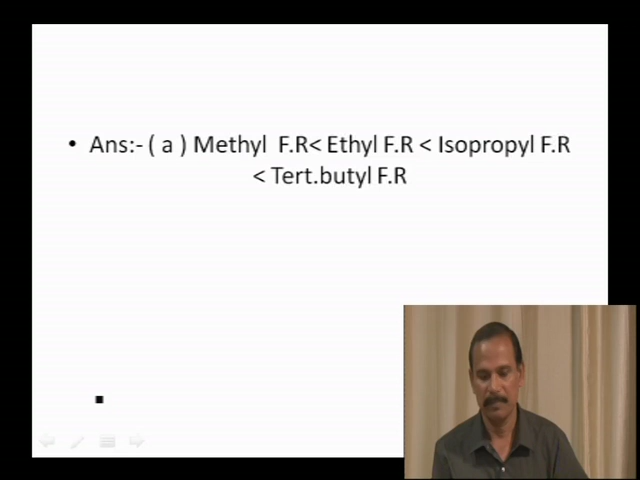 • Ans:- ( a ) Methyl  F.R< Ethyl F.R < Isopropyl F.R
< Tert.butyl F.R